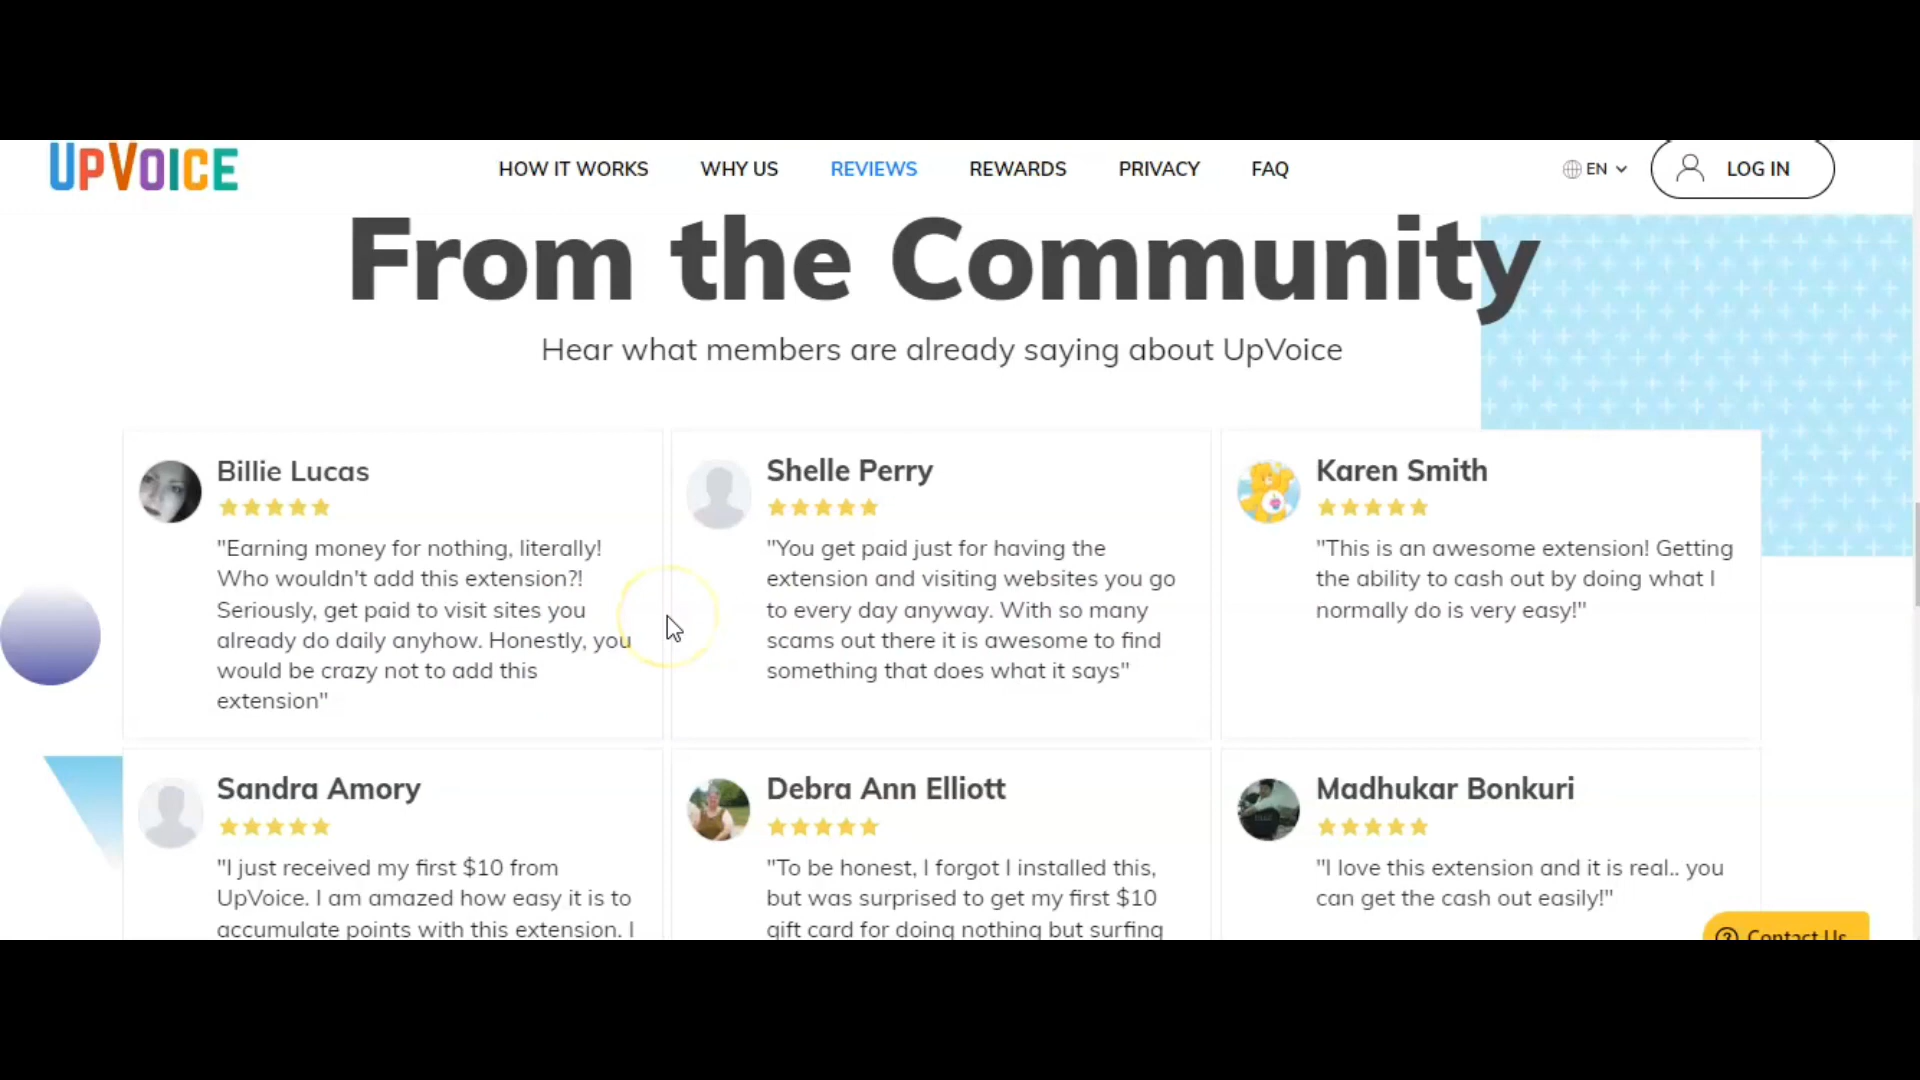 UPVOICE
HOW IT WORKS
WHY US
REVIEWS
REWARDS
PRIVACY
FAQ
EN
LOG IN
From the Community
Hear what members are already saying about UpVoice
Billie Lucas
"Earning money for nothing, literally!
Who wouldn't add this extension?!
Seriously, get paid to visit sites you
already do daily anyhow. Honestly, you
would be crazy not to add this
extension"
Shelle Perry
"You get paid just for having the
extension and visiting websites you go
to every day anyway. With so many
scams out there it is awesome to find
something that does what it says"
Karen Smith
"This is an awesome extension! Getting
the ability to cash out by doing what I
normally do is very easy!"
Sandra Amory
"I just received my first $10 from
UpVoice. I am amazed how easy it is to
accumulate points with this extension. I
Debra Ann Elliott
"To be honest, I forgot I installed this,
but was surprised to get my first $10
gift card for doing nothing but surfing
Madhukar Bonkuri
"I love this extension and it is real.. you
can get the cash out easily!"
Contact Us